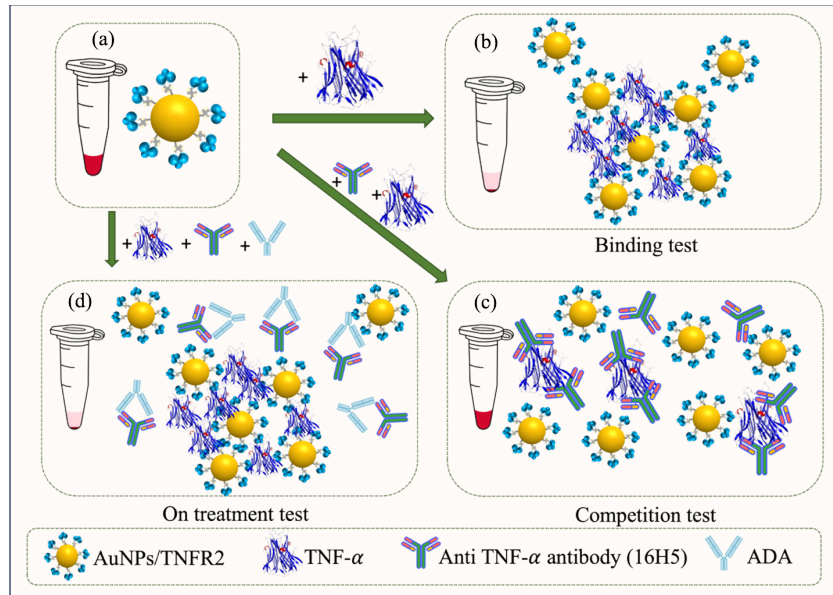 (a)
+
(b)
Binding test
+ +
+ + +
(d)
On treatment test
(c)
Competition test
AuNPs/TNFR2
TNF-α
Anti TNF-α antibody (16H5)
ADA